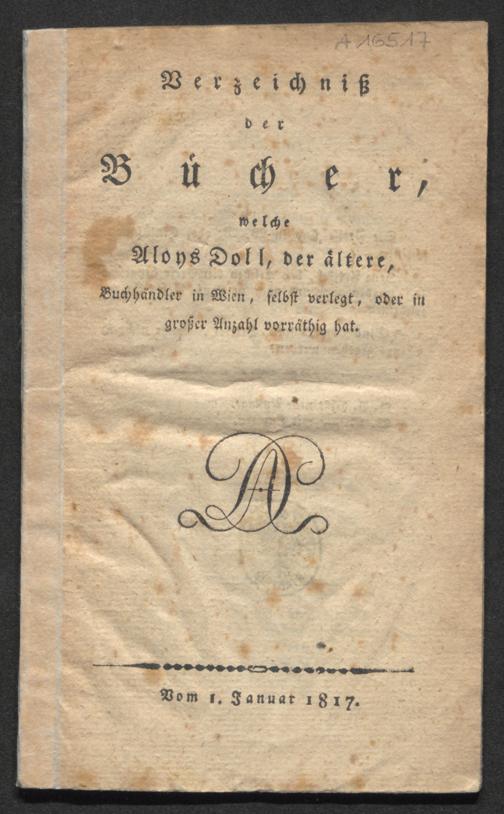 A 16517
Verzeichniß
der
Bücher,
welche
Aloys Doll, der ältere,
Buchhändler in Wien, selbst verlegt, oder in
großer Anzahl vorräthig hat.
AD
Vom 1. Januar 1817.